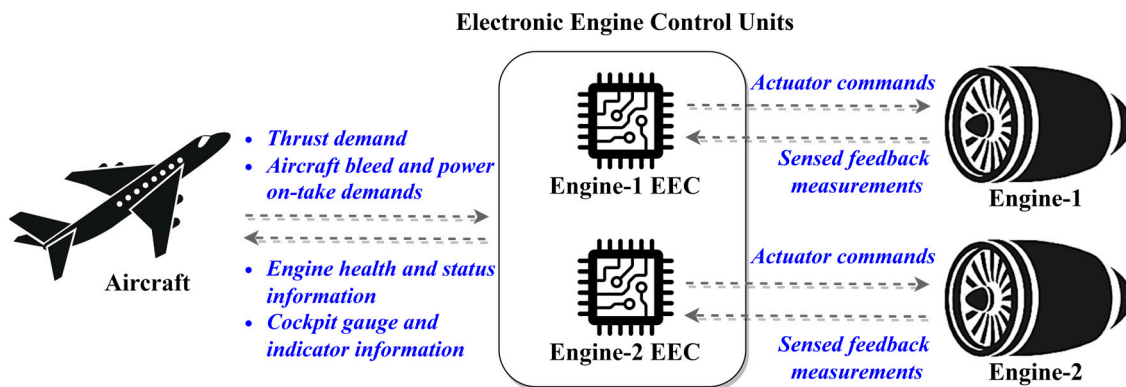 Electronic Engine Control Units
• Thrust demand
• Aircraft bleed and power
on-take demands
Aircraft
• Engine health and status
information
• Cockpit gauge and
indicator information
Engine-1 EEC
Engine-2 EEC
Actuator commands
Sensed feedback
measurements
Engine-1
Actuator commands
Sensed feedback
measurements
Engine-2